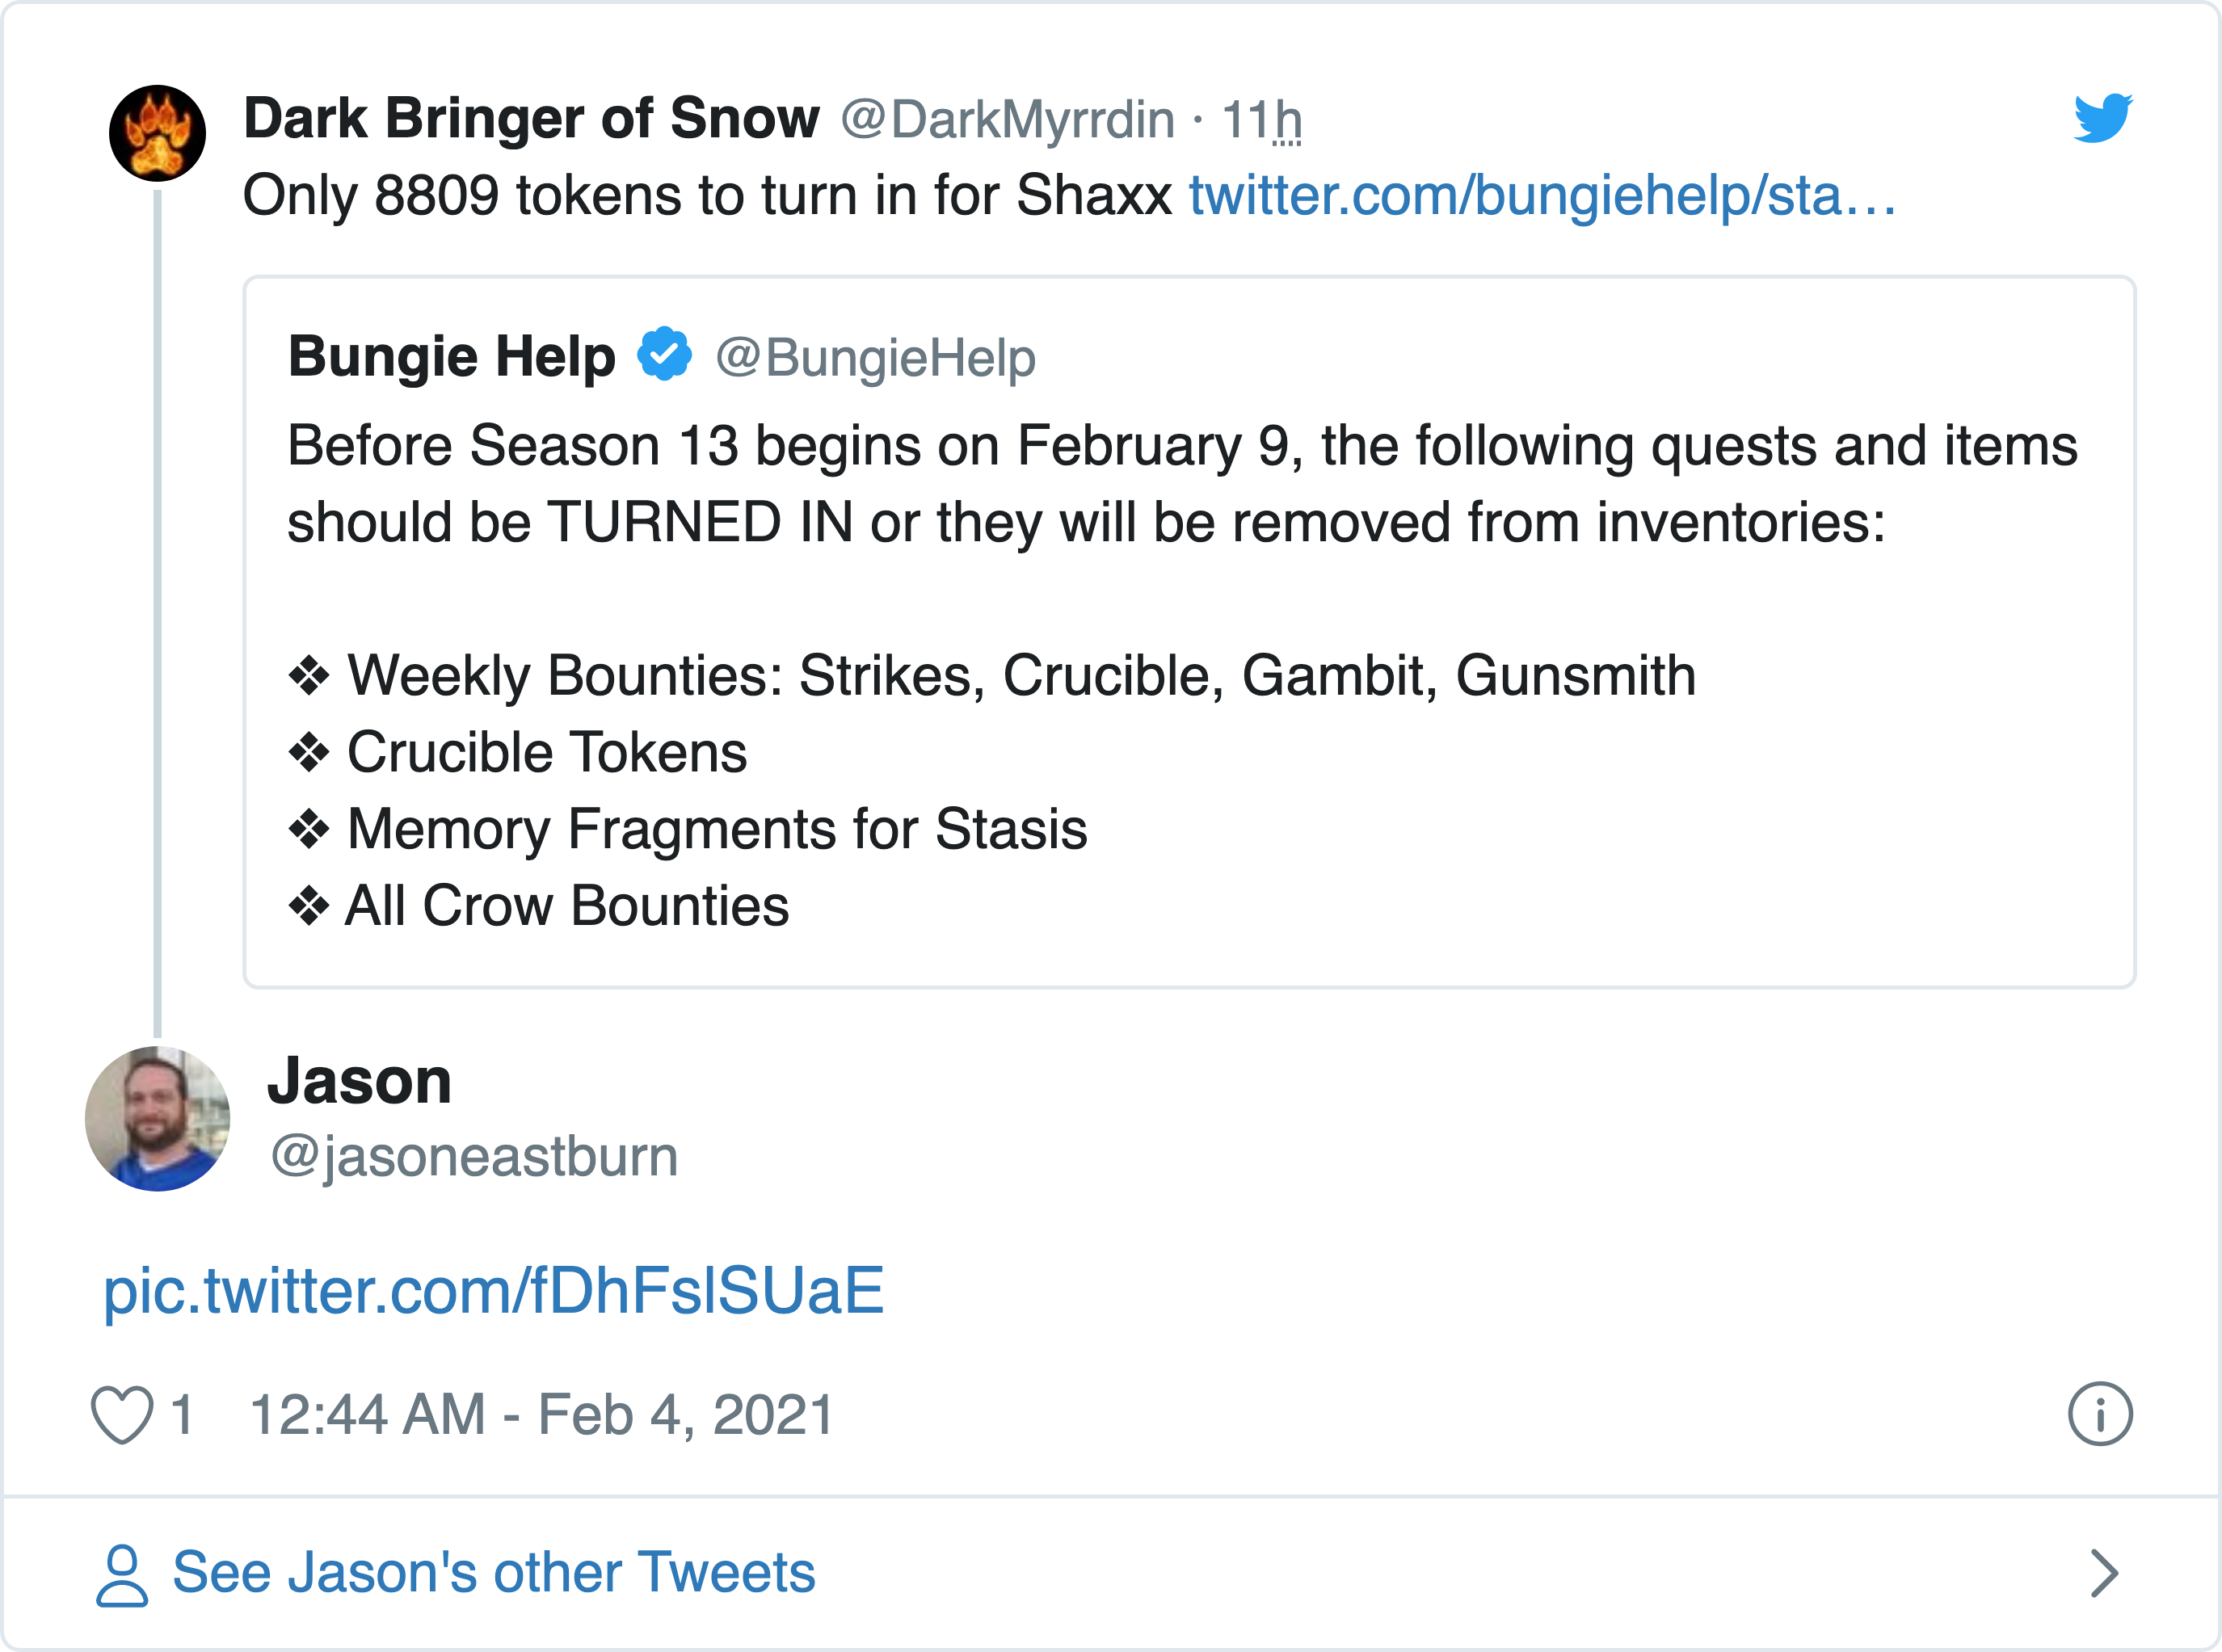 Dark Bringer of Snow @DarkMyrrdin · 11h
Only 8809 tokens to turn in for Shaxx twitter.com/bungiehelp/sta…
Bungie Help @BungieHelp
Before Season 13 begins on February 9, the following quests and items
should be TURNED IN or they will be removed from inventories:
❖ Weekly Bounties: Strikes, Crucible, Gambit, Gunsmith
❖ Crucible Tokens
❖ Memory Fragments for Stasis
❖ All Crow Bounties
Jason
@jasoneastburn
pic.twitter.com/fDhFslSUaE
1 12:44 AM - Feb 4, 2021
See Jason's other Tweets